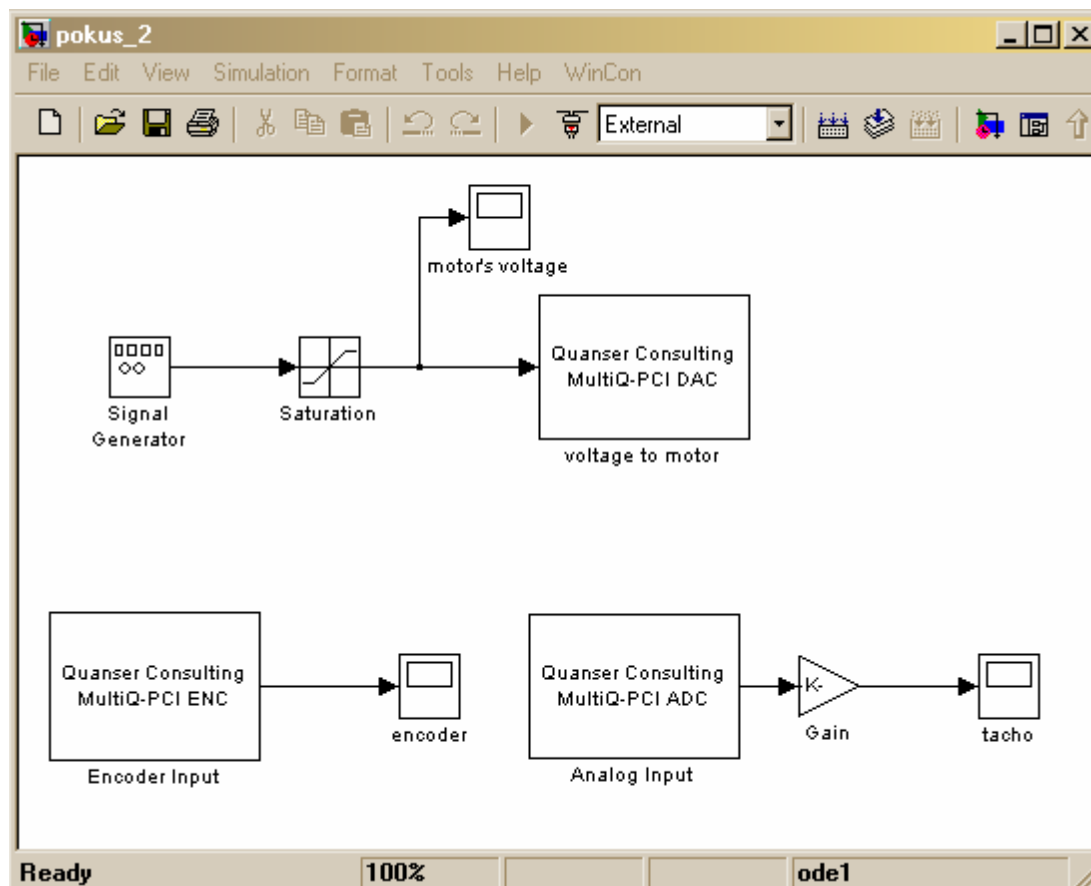 pokus_2
File Edit View Simulation Format Tools Help WinCon
External
motor's voltage
Quanser Consulting
MultiQ-PCI DAC
Signal
Generator
Saturation
voltage to motor
Quanser Consulting
MultiQ-PCI ENC
encoder
Encoder Input
Quanser Consulting
MultiQ-PCI ADC
-K-
Gain
tacho
Analog Input
Ready 100% ode1